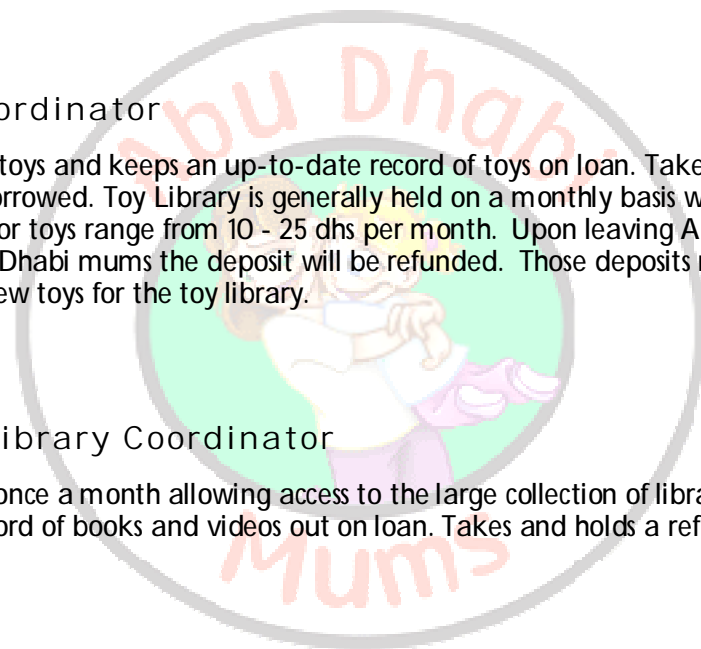 ordinator
toys and keeps an up-to-date record of toys on loan. Take
rrowed. Toy Library is generally held on a monthly basis w
or toys range from 10 - 25 dhs per month. Upon leaving A
Dhabi mums the deposit will be refunded. Those deposits
ew toys for the toy library.
ibrary Coordinator
once a month allowing access to the large collection of libra
ord of books and videos out on loan. Takes and holds a ref
Abu Dhabi
Mums